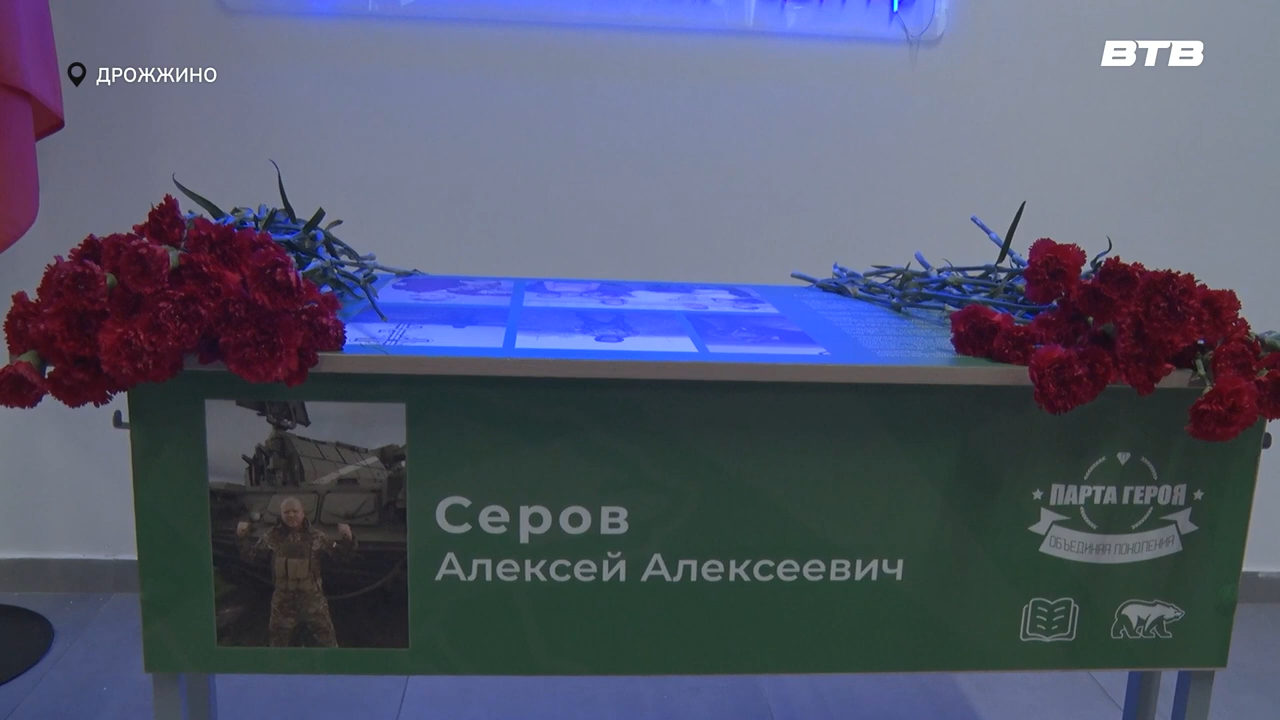 ДРОЖЖИНО
ВТВ
Серов
Алексей Алексеевич
ПАРТА ГЕРОЯ
ОБЪЕДИНЯЯ ПОКОЛЕНИЯ